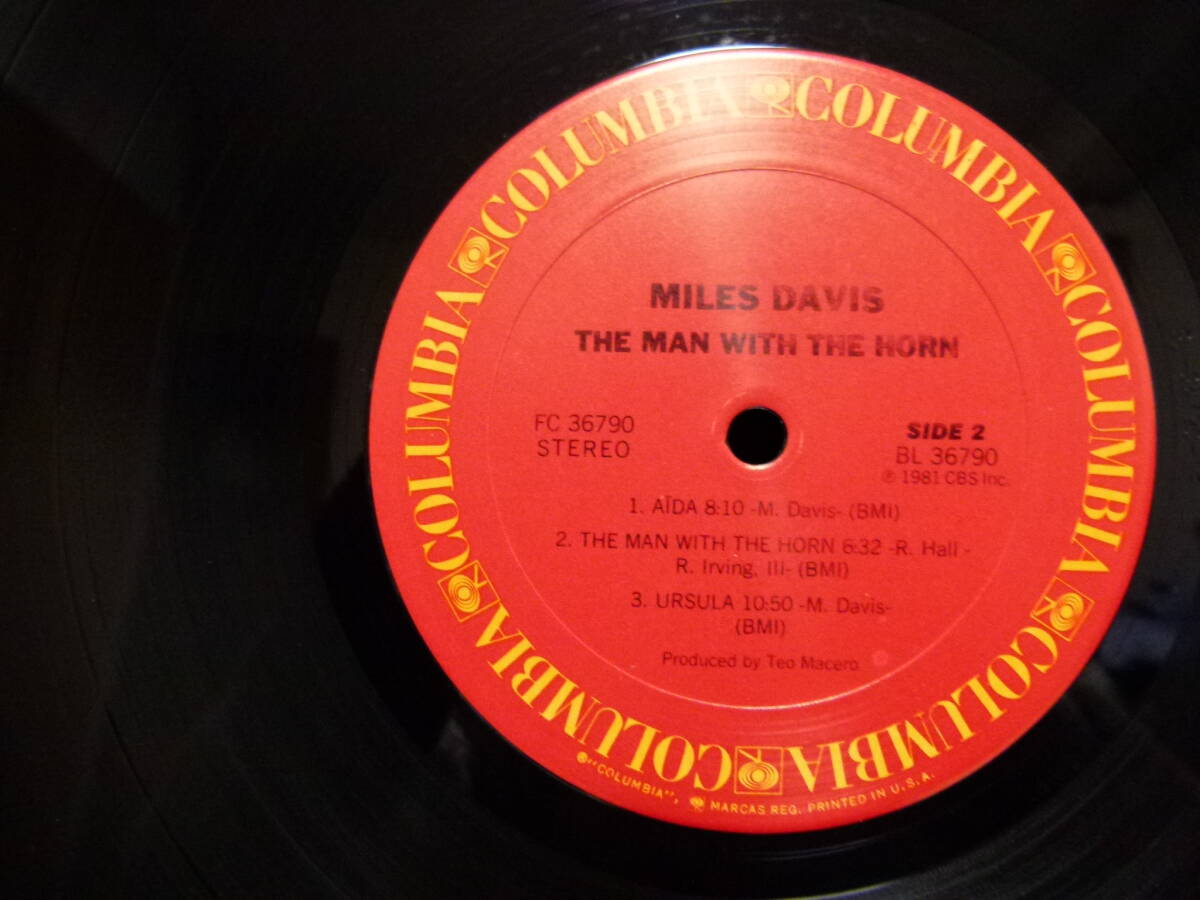 COLUMBIA COLUMBIA COLUMBIA COLUMBIA COLUMBIA COLUMBIA
MILES DAVIS
THE MAN WITH THE HORN
FC 36790
STEREO
SIDE 2
BL 36790
℗ 1981 CBS Inc.
1. AÏDA 8:10 -M. Davis- (BMI)
2. THE MAN WITH THE HORN 6:32 -R. Hall -
R. Irving, III- (BMI)
3. URSULA 10:50 -M. Davis-
(BMI)
Produced by Teo Macero
®"COLUMBIA", MARCAS REG. PRINTED IN U.S.A.